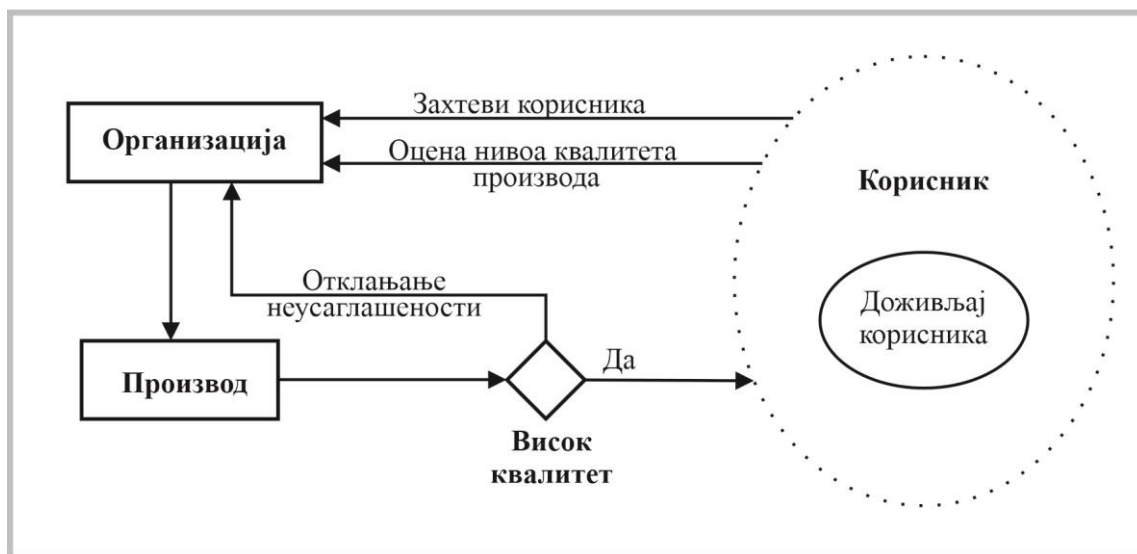 Захтеви корисника
Организација
Оцена нивоа квалитета
производа
Корисник
Отклањање
неусаглашености
Доживљај
корисника
Да
Производ
Висок
квалитет